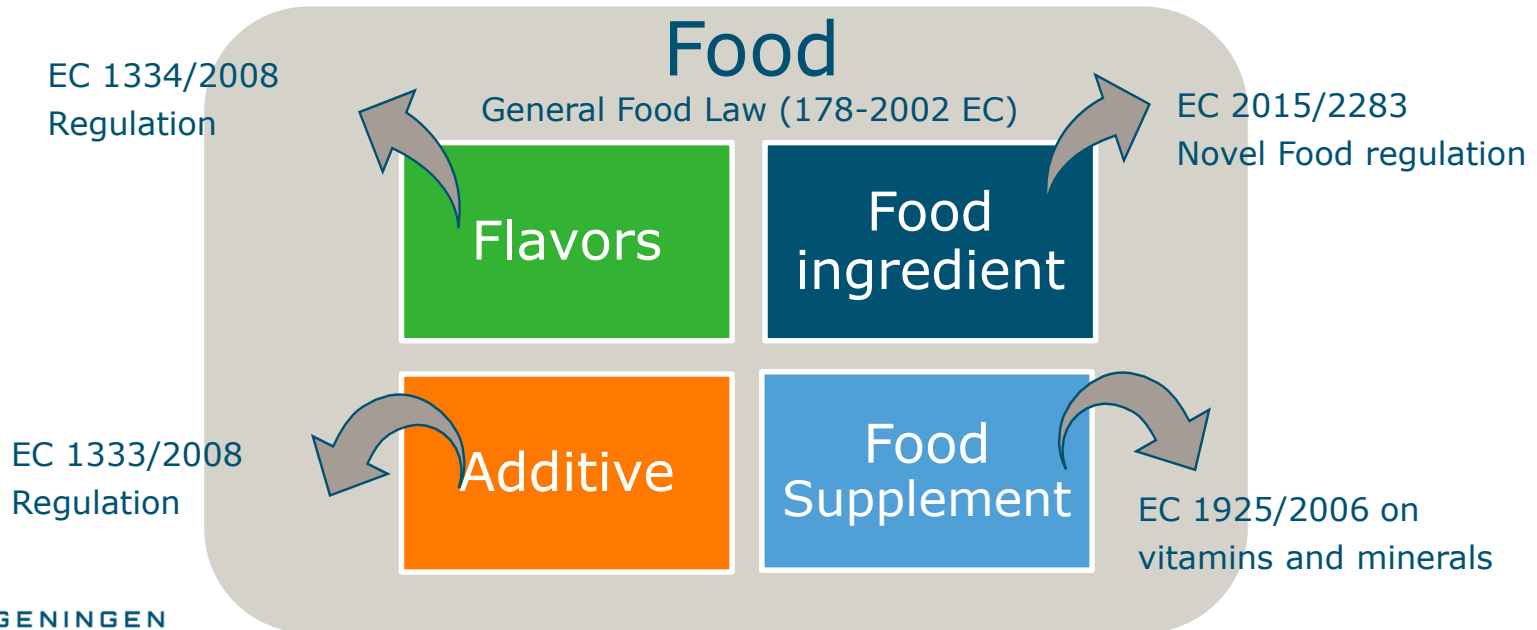 Food
General Food Law (178-2002 EC)
EC 1334/2008
Regulation
EC 2015/2283
Novel Food regulation
Flavors
Food
ingredient
EC 1333/2008
Regulation
Additive
Food
Supplement
EC 1925/2006 on
vitamins and minerals
GENINGEN